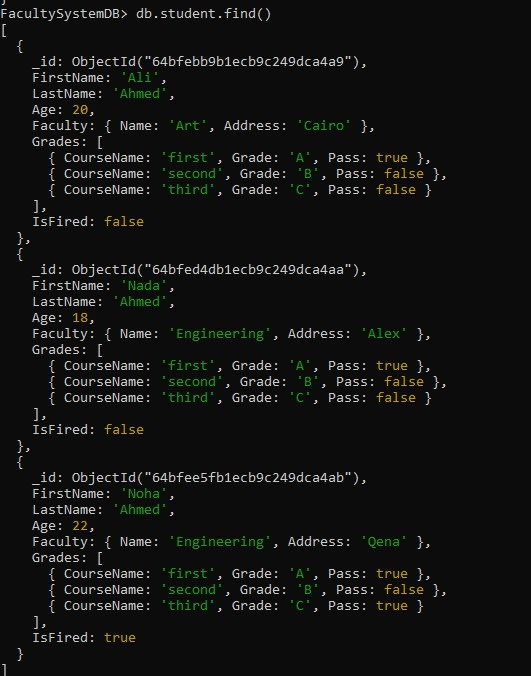 FacultySystemDB> db.student.find()
[
  {
    _id: ObjectId("64bfebb9b1ecb9c249dca4a9"),
    FirstName: 'Ali',
    LastName: 'Ahmed',
    Age: 20,
    Faculty: { Name: 'Art', Address: 'Cairo' },
    Grades: [
      { CourseName: 'first', Grade: 'A', Pass: true },
      { CourseName: 'second', Grade: 'B', Pass: false },
      { CourseName: 'third', Grade: 'C', Pass: false }
    ],
    IsFired: false
  },
  {
    _id: ObjectId("64bfed4db1ecb9c249dca4aa"),
    FirstName: 'Nada',
    LastName: 'Ahmed',
    Age: 18,
    Faculty: { Name: 'Engineering', Address: 'Alex' },
    Grades: [
      { CourseName: 'first', Grade: 'A', Pass: true },
      { CourseName: 'second', Grade: 'B', Pass: false },
      { CourseName: 'third', Grade: 'C', Pass: false }
    ],
    IsFired: false
  },
  {
    _id: ObjectId("64bfee5fb1ecb9c249dca4ab"),
    FirstName: 'Noha',
    LastName: 'Ahmed',
    Age: 22,
    Faculty: { Name: 'Engineering', Address: 'Qena' },
    Grades: [
      { CourseName: 'first', Grade: 'A', Pass: true },
      { CourseName: 'second', Grade: 'B', Pass: false },
      { CourseName: 'third', Grade: 'C', Pass: true }
    ],
    IsFired: true
  }
]